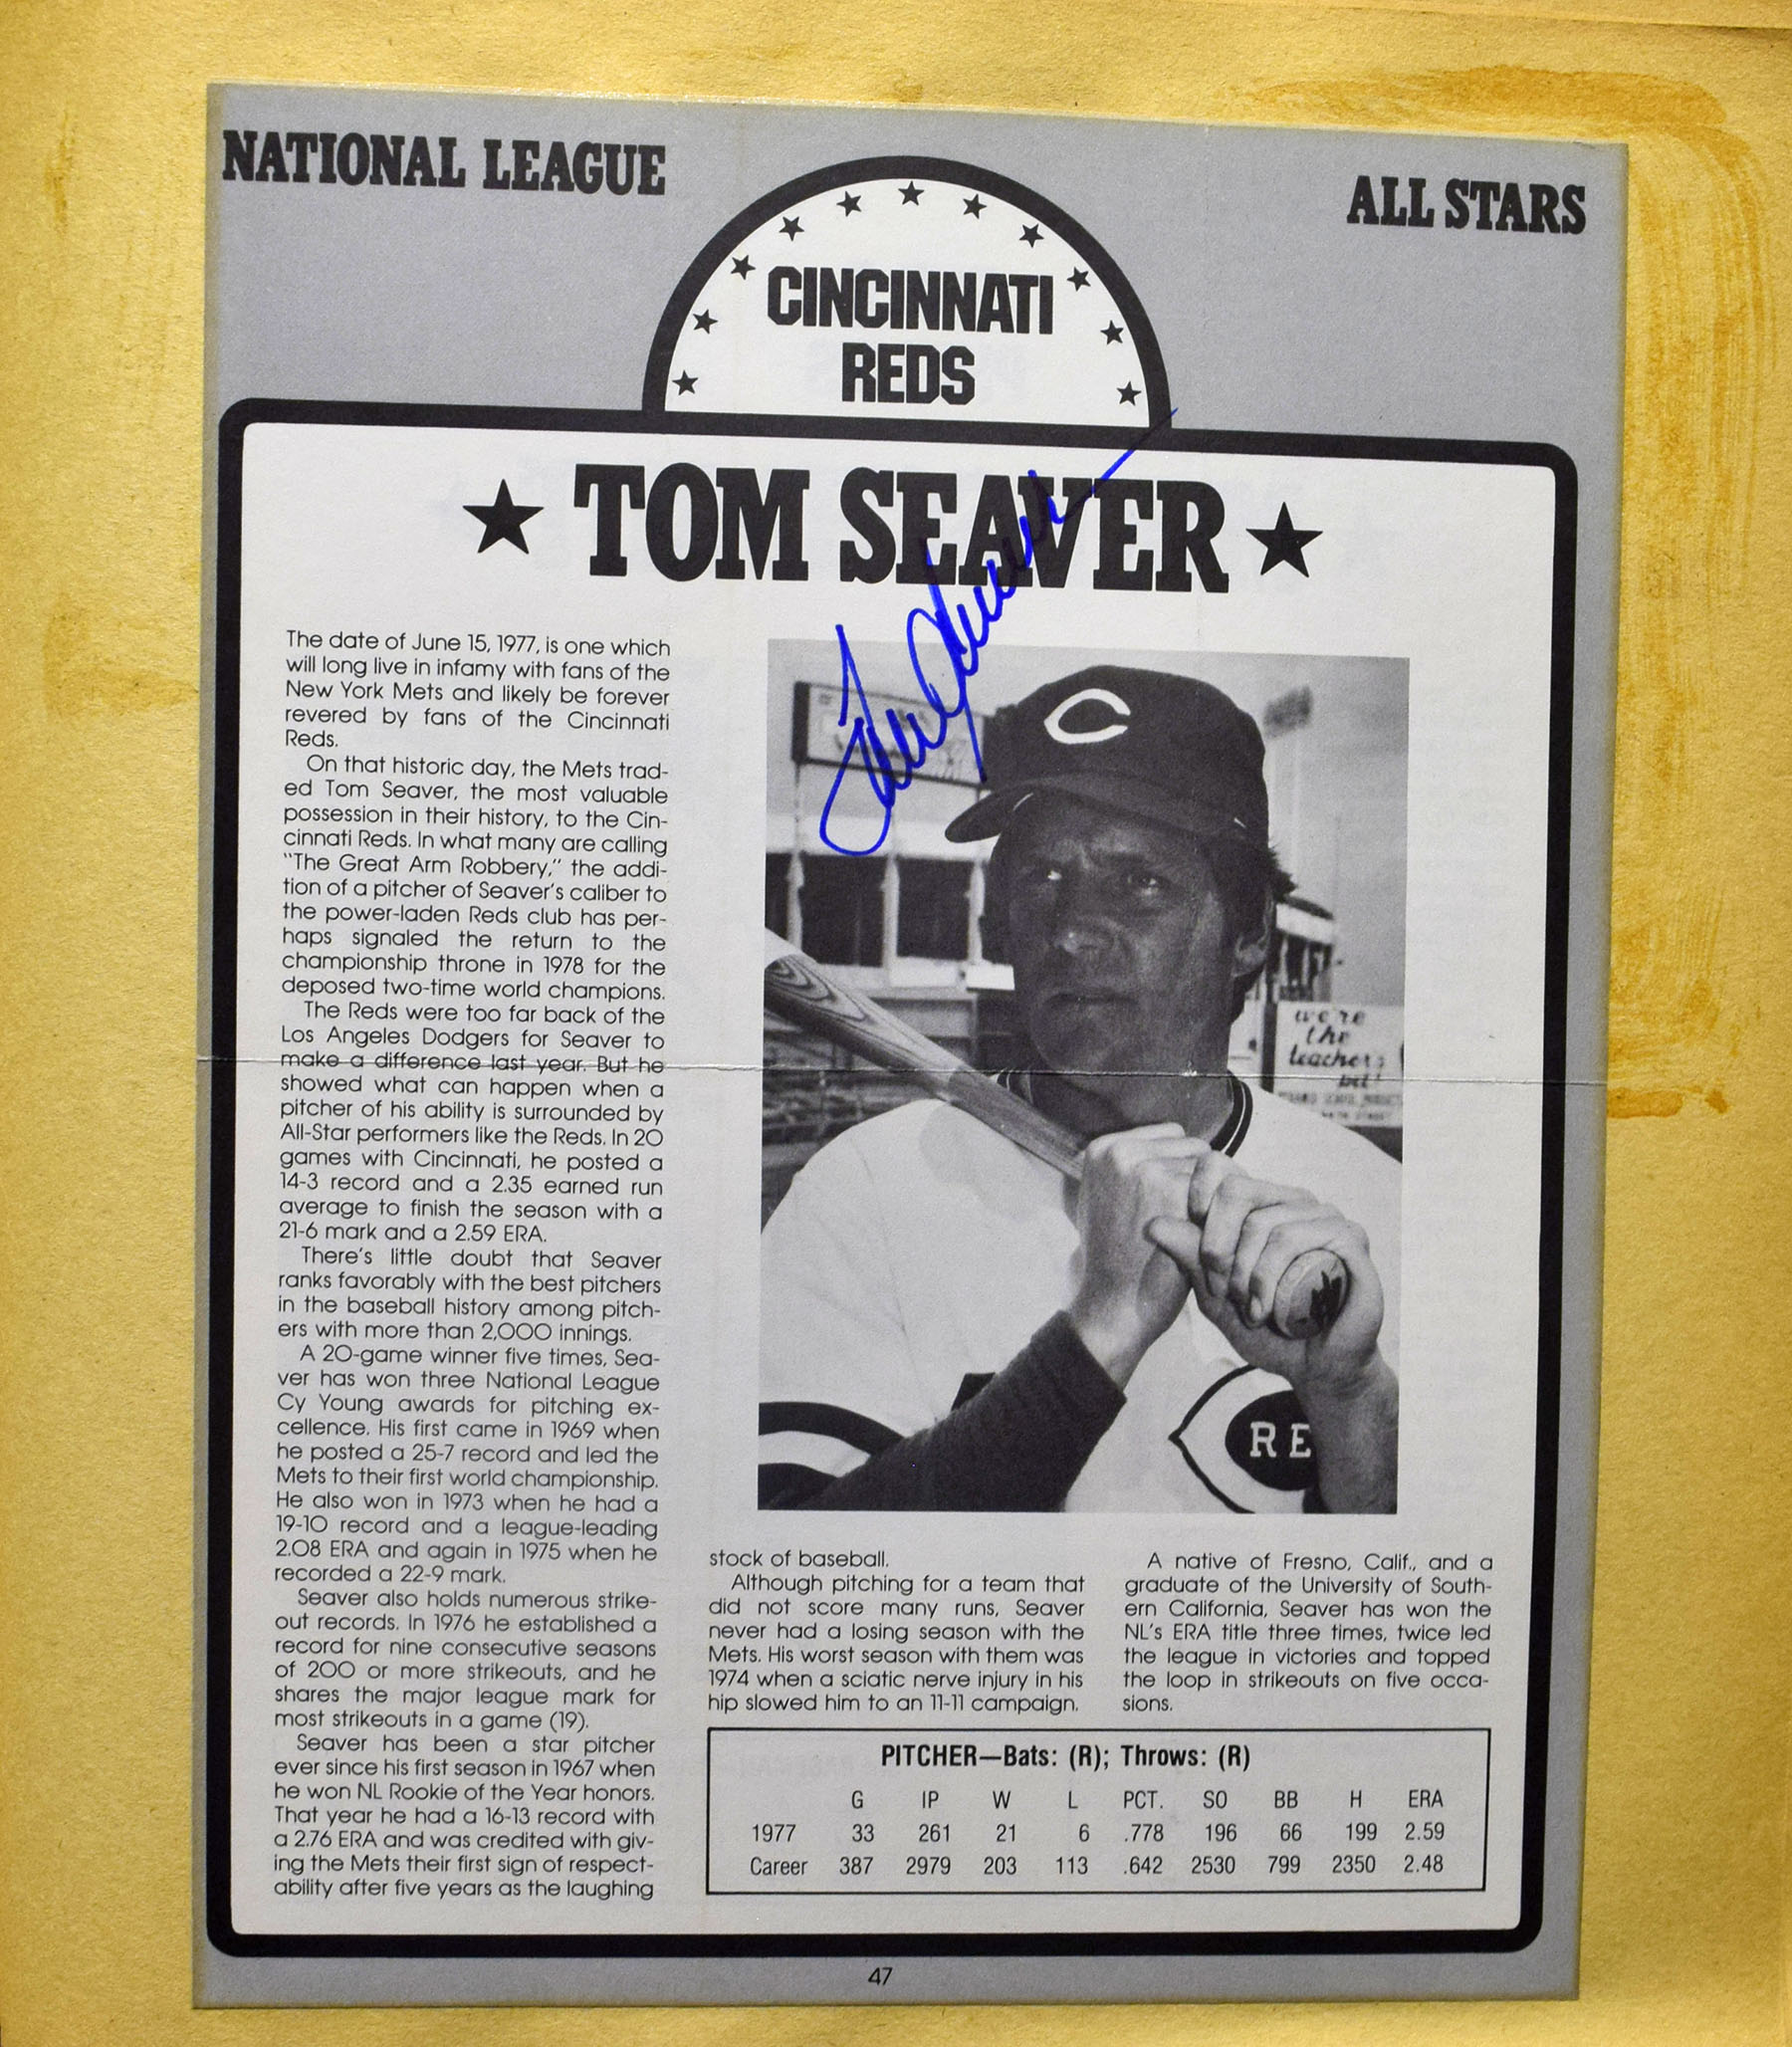 NATIONAL LEAGUE
ALL STARS
CINCINNATI
REDS
★ TOM SEAVER ★
The date of June 15, 1977, is one which
will long live in infamy with fans of the
New York Mets and likely be forever
revered by fans of the Cincinnati
Reds.
On that historic day, the Mets trad-
ed Tom Seaver, the most valuable
possession in their history, to the Cin-
cinnati Reds. In what many are calling
"The Great Arm Robbery," the addi-
tion of a pitcher of Seaver's caliber to
the power-laden Reds club has per-
haps signaled the return to the
championship throne in 1978 for the
deposed two-time world champions.
The Reds were too far back of the
Los Angeles Dodgers for Seaver to
make a difference last year. But he
showed what can happen when a
pitcher of his ability is surrounded by
All-Star performers like the Reds. In 20
games with Cincinnati, he posted a
14-3 record and a 2.35 earned run
average to finish the season with a
21-6 mark and a 2.59 ERA.
There's little doubt that Seaver
ranks favorably with the best pitchers
in the baseball history among pitch-
ers with more than 2,000 innings.
A 20-game winner five times, Sea-
ver has won three National League
Cy Young awards for pitching ex-
cellence. His first came in 1969 when
he posted a 25-7 record and led the
Mets to their first world championship.
He also won in 1973 when he had a
19-10 record and a league-leading
2.08 ERA and again in 1975 when he
recorded a 22-9 mark.
Seaver also holds numerous strike-
out records. In 1976 he established a
record for nine consecutive seasons
of 200 or more strikeouts, and he
shares the major league mark for
most strikeouts in a game (19).
Seaver has been a star pitcher
ever since his first season in 1967 when
he won NL Rookie of the Year honors.
That year he had a 16-13 record with
a 2.76 ERA and was credited with giv-
ing the Mets their first sign of respect-
ability after five years as the laughing
Tom Seaver
C
we're
the
teacher's
pet!
RE
stock of baseball.
Although pitching for a team that
did not score many runs, Seaver
never had a losing season with the
Mets. His worst season with them was
1974 when a sciatic nerve injury in his
hip slowed him to an 11-11 campaign.
A native of Fresno, Calif., and a
graduate of the University of South-
ern California, Seaver has won the
NL's ERA title three times, twice led
the league in victories and topped
the loop in strikeouts on five occa-
sions.
PITCHER—Bats: (R); Throws: (R)
G IP W L PCT. SO BB H ERA
1977 33 261 21 6 .778 196 66 199 2.59
Career 387 2979 203 113 .642 2530 799 2350 2.48
47